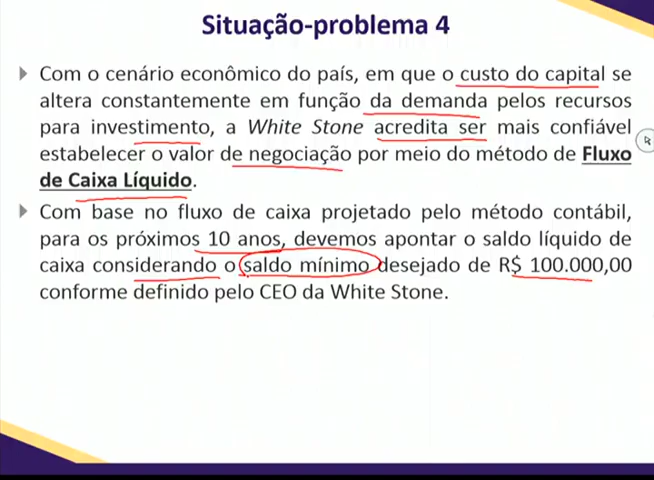 Situação-problema 4
Com o cenário econômico do país, em que o custo do capital se
altera constantemente em função da demanda pelos recursos
para investimento, a White Stone acredita ser mais confiável
estabelecer o valor de negociação por meio do método de Fluxo
de Caixa Líquido.
Com base no fluxo de caixa projetado pelo método contábil,
para os próximos 10 anos, devemos apontar o saldo líquido de
caixa considerando o saldo mínimo desejado de R$ 100.000,00
conforme definido pelo CEO da White Stone.